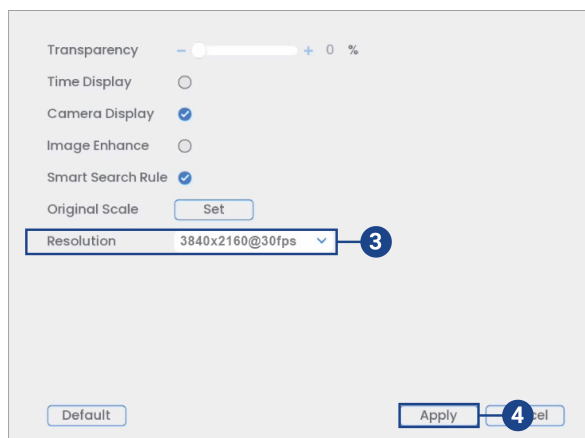 Transparency − + 0 %
Time Display
Camera Display
Image Enhance
Smart Search Rule
Original Scale Set
Resolution 3840x2160@30fps 3
Default Apply 4 el